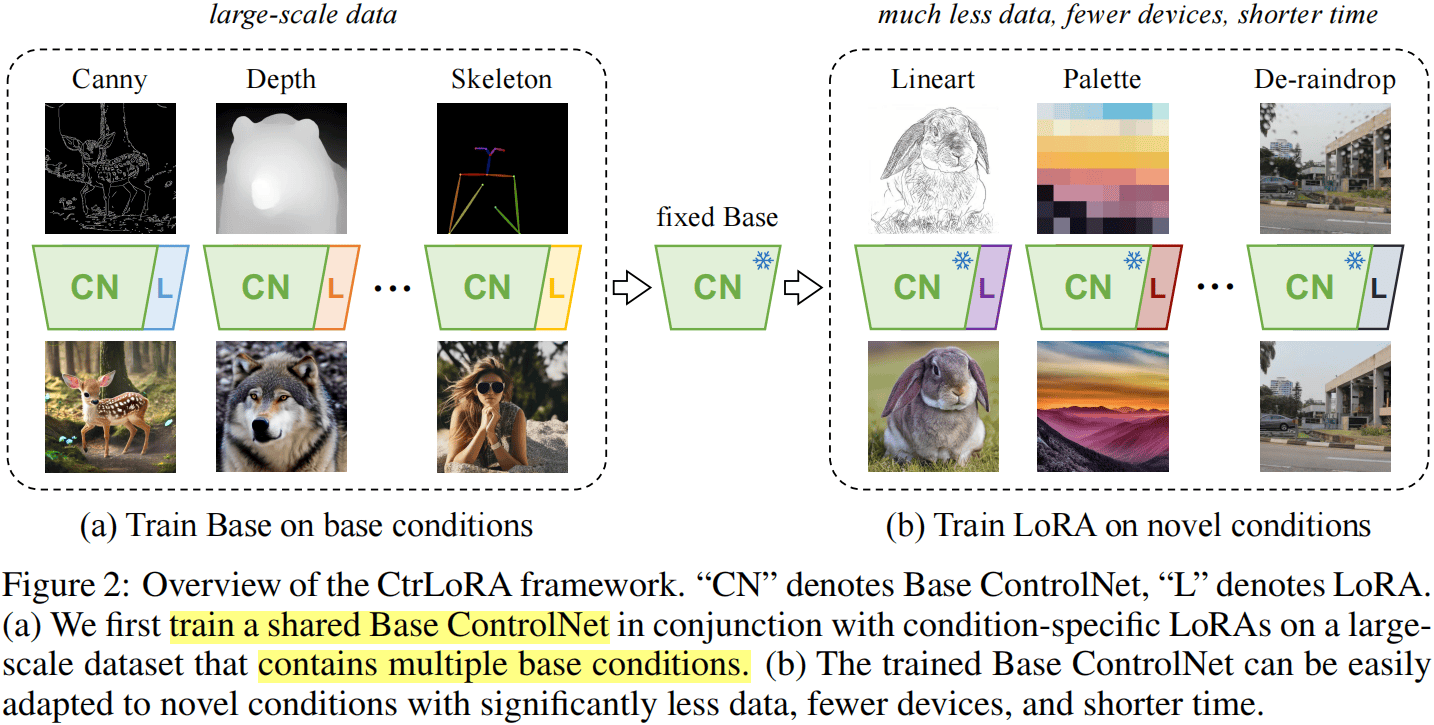 large-scale data
much less data, fewer devices, shorter time
Canny Depth Skeleton
Lineart Palette De-raindrop
fixed Base
CN L CN L ••• CN L
CN
CN L CN L ••• CN L
(a) Train Base on base conditions
(b) Train LoRA on novel conditions
Figure 2: Overview of the CtrLoRA framework. “CN” denotes Base ControlNet, “L” denotes LoRA.
(a) We first train a shared Base ControlNet in conjunction with condition-specific LoRAs on a large-
scale dataset that contains multiple base conditions. (b) The trained Base ControlNet can be easily
adapted to novel conditions with significantly less data, fewer devices, and shorter time.